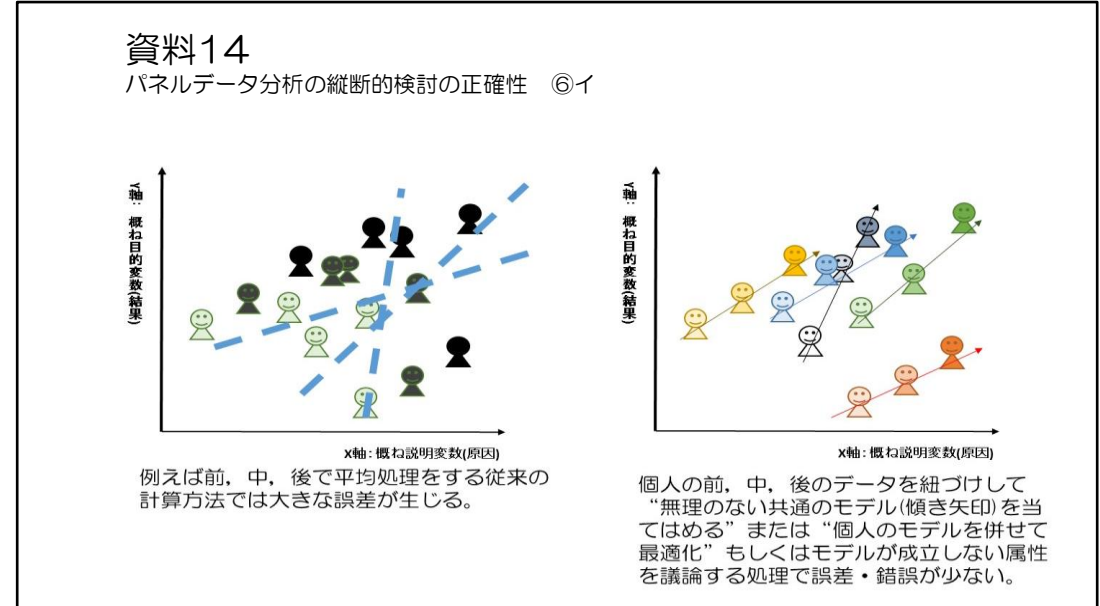 資料14
パネルデータ分析の縦断的検討の正確性　⑥イ
Y軸：概ね目的変数(結果)
X軸：概ね説明変数(原因)
例えば前，中，後で平均処理をする従来の
計算方法では大きな誤差が生じる。
Y軸：概ね目的変数(結果)
X軸：概ね説明変数(原因)
個人の前，中，後のデータを紐づけして
“無理のない共通のモデル(傾き矢印)を当
てはめる”または“個人のモデルを併せて
最適化”もしくはモデルが成立しない属性
を議論する処理で誤差・錯誤が少ない。